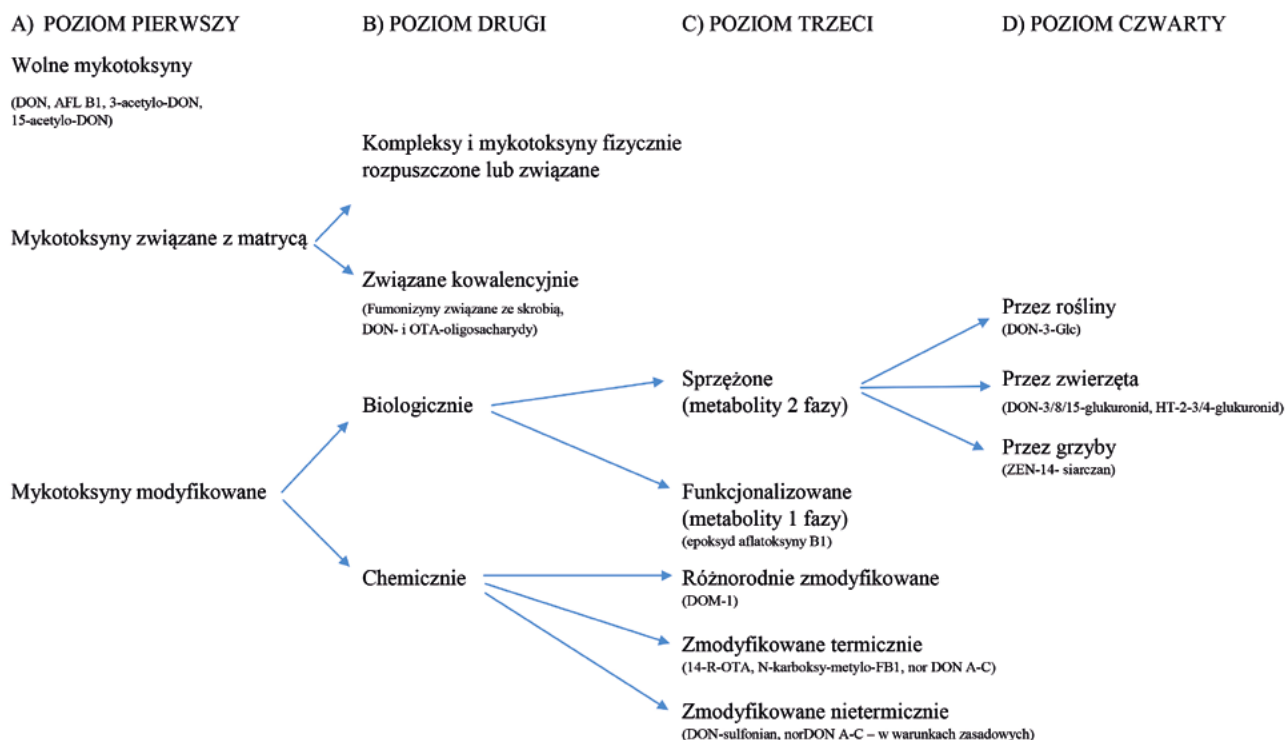 A) POZIOM PIERWSZY
B) POZIOM DRUGI
C) POZIOM TRZECI
D) POZIOM CZWARTY
Wolne mykotoksyny
(DON, AFL B1, 3-acetylo-DON,
15-acetylo-DON)
Kompleksy i mykotoksyny fizycznie
rozpuszczone lub związane
Mykotoksyny związane z matrycą
Związane kowalencyjnie
(Fumonizyny związane ze skrobią,
DON- i OTA-oligosacharydy)
Przez rośliny
(DON-3-Glc)
Sprzężone
(metabolity 2 fazy)
Przez zwierzęta
(DON-3/8/15-glukuronid, HT-2-3/4-glukuronid)
Biologicznie
Przez grzyby
(ZEN-14- siarczan)
Mykotoksyny modyfikowane
Funkcjonalizowane
(metabolity 1 fazy)
(epoksyd aflatoksyny B1)
Chemicznie
Różnorodnie zmodyfikowane
(DOM-1)
Zmodyfikowane termicznie
(14-R-OTA, N-karboksy-metylo-FB1, nor DON A-C)
Zmodyfikowane nietermicznie
(DON-sulfonian, norDON A-C – w warunkach zasadowych)